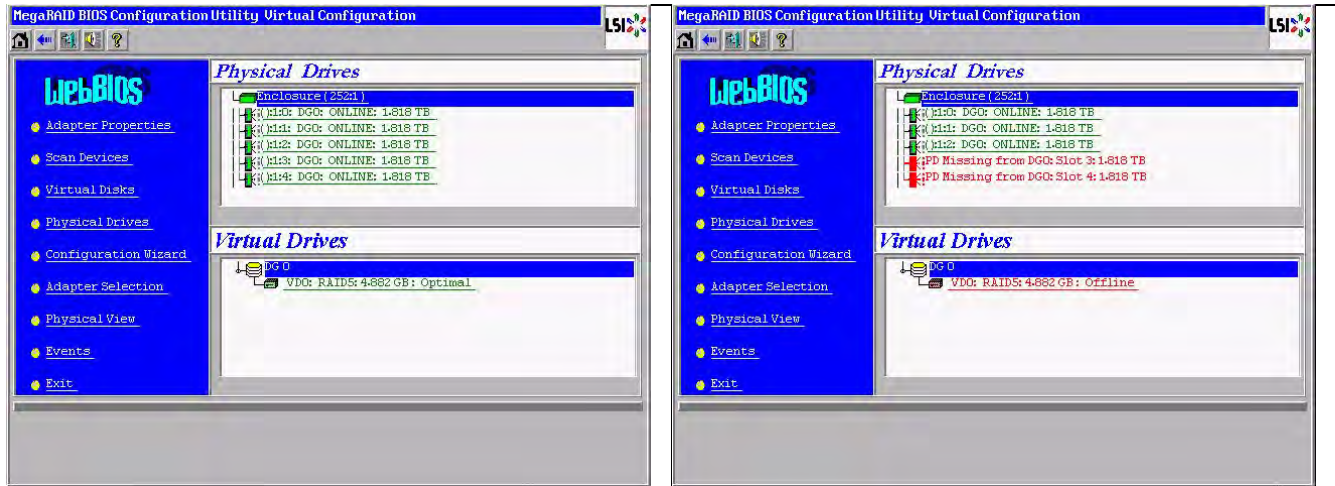 MegaRAID BIOS Configuration Utility Virtual Configuration
LSI
WebBIOS
Adapter Properties
Scan Devices
Virtual Disks
Physical Drives
Configuration Wizard
Adapter Selection
Physical View
Events
Exit
Physical Drives
Enclosure (252:1)
():1:0: DG0: ONLINE: 1.818 TB
():1:1: DG0: ONLINE: 1.818 TB
():1:2: DG0: ONLINE: 1.818 TB
():1:3: DG0: ONLINE: 1.818 TB
():1:4: DG0: ONLINE: 1.818 TB
Virtual Drives
DG 0
VD0: RAID5: 4.882 GB: Optimal
MegaRAID BIOS Configuration Utility Virtual Configuration
LSI
WebBIOS
Adapter Properties
Scan Devices
Virtual Disks
Physical Drives
Configuration Wizard
Adapter Selection
Physical View
Events
Exit
Physical Drives
Enclosure (252:1)
():1:0: DG0: ONLINE: 1.818 TB
():1:1: DG0: ONLINE: 1.818 TB
():1:2: DG0: ONLINE: 1.818 TB
PD Missing from DG0: Slot 3: 1.818 TB
PD Missing from DG0: Slot 4: 1.818 TB
Virtual Drives
DG 0
VD0: RAID5: 4.882 GB: Offline